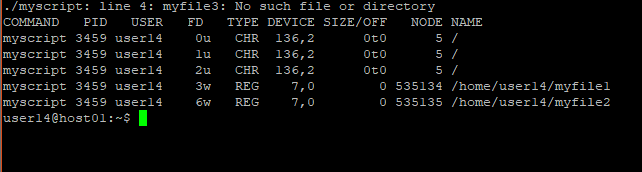 ./myscript: line 4: myfile3: No such file or directory
COMMAND PID USER FD TYPE DEVICE SIZE/OFF NODE NAME
myscript 3459 user14 0u CHR 136,2 0t0 5 /
myscript 3459 user14 1u CHR 136,2 0t0 5 /
myscript 3459 user14 2u CHR 136,2 0t0 5 /
myscript 3459 user14 3w REG 7,0 0 535134 /home/user14/myfile1
myscript 3459 user14 6w REG 7,0 0 535135 /home/user14/myfile2
user14@host01:~$